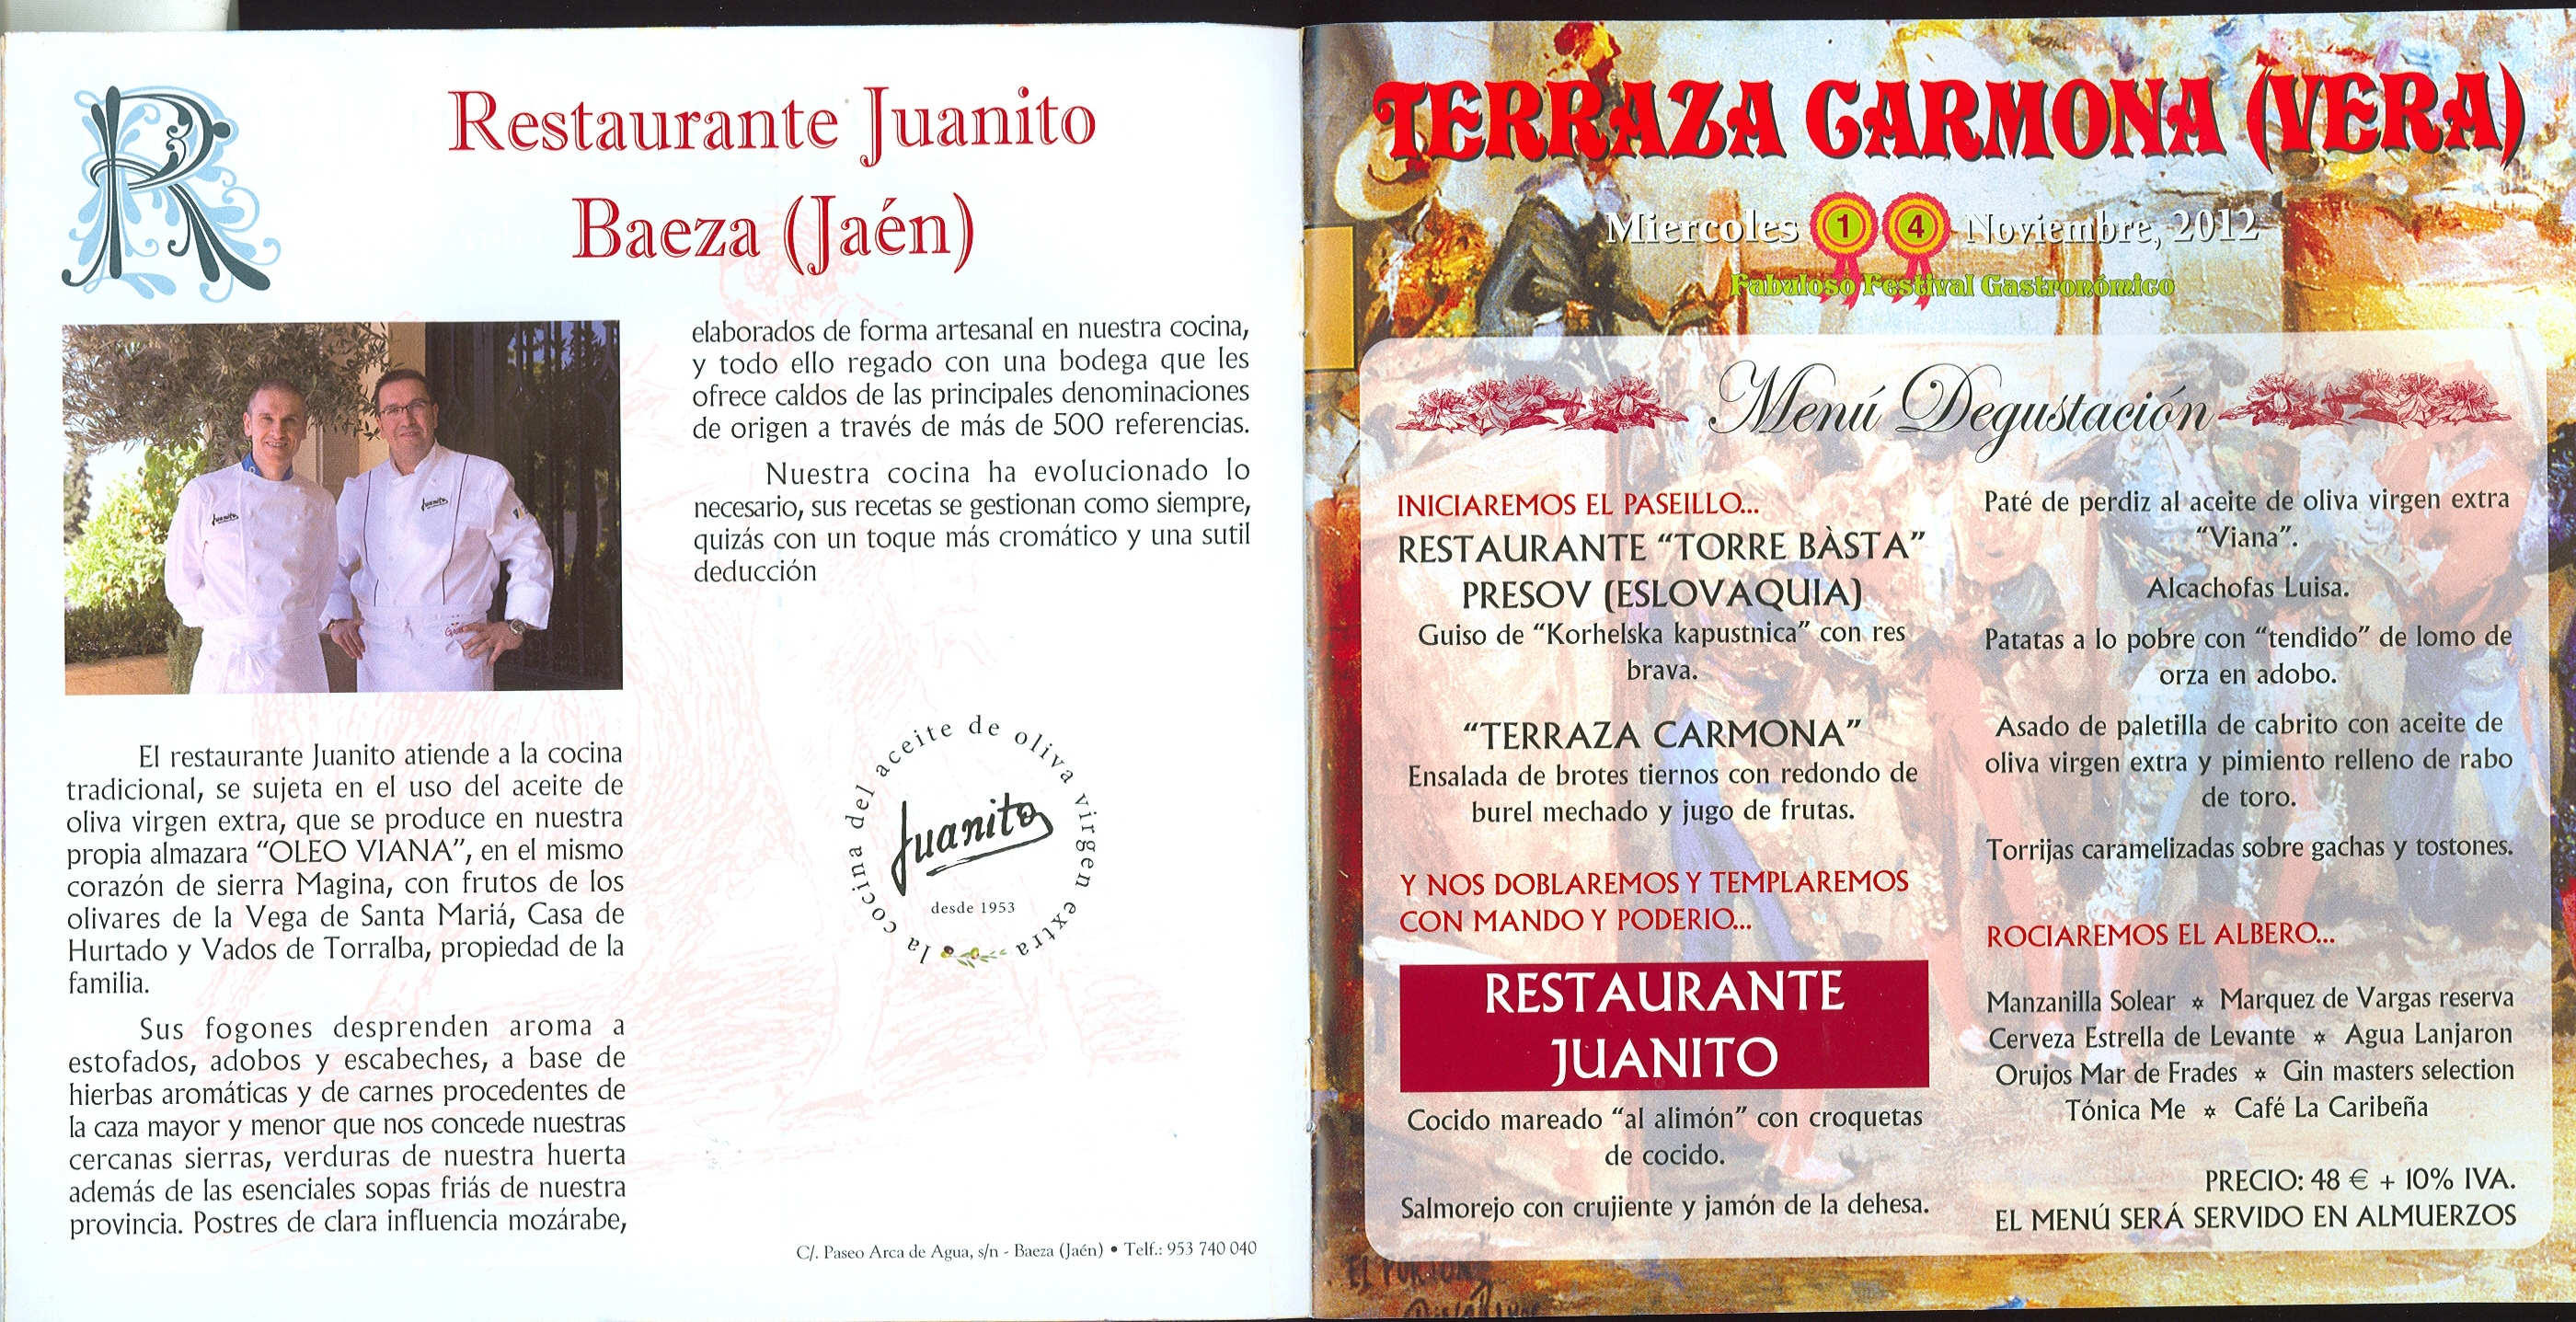 R
Restaurante Juanito
Baeza (Jaén)
El restaurante Juanito atiende a la cocina
tradicional, se sujeta en el uso del aceite de
oliva virgen extra, que se produce en nuestra
propia almazara “OLEO VIANA”, en el mismo
corazón de sierra Magina, con frutos de los
olivares de la Vega de Santa Mariá, Casa de
Hurtado y Vados de Torralba, propiedad de la
familia.
Sus fogones desprenden aroma a
estofados, adobos y escabeches, a base de
hierbas aromáticas y de carnes procedentes de
la caza mayor y menor que nos concede nuestras
cercanas sierras, verduras de nuestra huerta
además de las esenciales sopas friás de nuestra
provincia. Postres de clara influencia mozárabe,
elaborados de forma artesanal en nuestra cocina,
y todo ello regado con una bodega que les
ofrece caldos de las principales denominaciones
de origen a través de más de 500 referencias.
Nuestra cocina ha evolucionado lo
necesario, sus recetas se gestionan como siempre,
quizás con un toque más cromático y una sutil
deducción
la cocina del aceite de oliva virgen extra
Juanito
desde 1953
C/. Paseo Arca de Agua, s/n - Baeza (Jaén) • Telf.: 953 740 040
Juanito
Juanito
TERRAZA CARMONA (VERA)
Miercoles 14 Noviembre, 2012
Fabuloso Festival Gastronómico
Menú Degustación
INICIAREMOS EL PASEILLO...
RESTAURANTE “TORRE BÀSTA”
PRESOV (ESLOVAQUIA)
Guiso de “Korhelska kapustnica” con res
brava.
“TERRAZA CARMONA”
Ensalada de brotes tiernos con redondo de
burel mechado y jugo de frutas.
Y NOS DOBLAREMOS Y TEMPLAREMOS
CON MANDO Y PODERIO...
RESTAURANTE
JUANITO
Cocido mareado “al alimón” con croquetas
de cocido.
Salmorejo con crujiente y jamón de la dehesa.
Paté de perdiz al aceite de oliva virgen extra
“Viana”.
Alcachofas Luisa.
Patatas a lo pobre con “tendido” de lomo de
orza en adobo.
Asado de paletilla de cabrito con aceite de
oliva virgen extra y pimiento relleno de rabo
de toro.
Torrijas caramelizadas sobre gachas y tostones.
ROCIAREMOS EL ALBERO...
Manzanilla Solear ✡ Marquez de Vargas reserva
Cerveza Estrella de Levante ✡ Agua Lanjaron
Orujos Mar de Frades ✡ Gin masters selection
Tónica Me ✡ Café La Caribeña
PRECIO: 48 € + 10% IVA.
EL MENÚ SERÁ SERVIDO EN ALMUERZOS